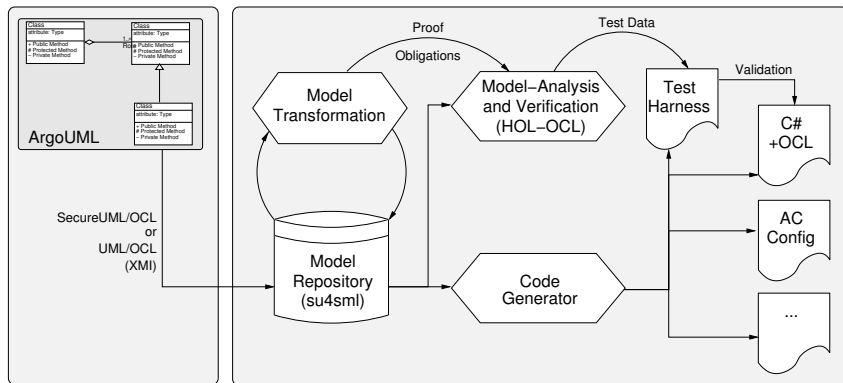 Class
attribute: Type
+ Public Method
# Protected Method
− Private Method
1..*
Class
attribute: Type
+ Public Method
# Protected Method
− Private Method
Class
attribute: Type
+ Public Method
# Protected Method
− Private Method
ArgoUML
SecureUML/OCL
or
UML/OCL
(XMI)
Proof
Obligations
Test Data
Model
Transformation
Model−Analysis
and Verification
(HOL−OCL)
Test
Harness
Validation
C#
+OCL
Model
Repository
(su4sml)
Code
Generator
AC
Config
...